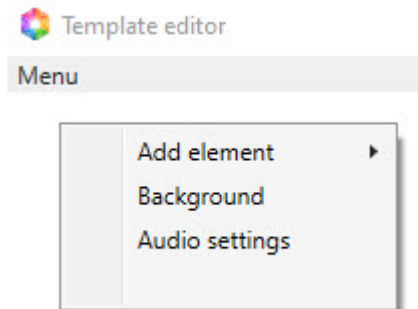 Template editor
Menu
Add element
Background
Audio settings